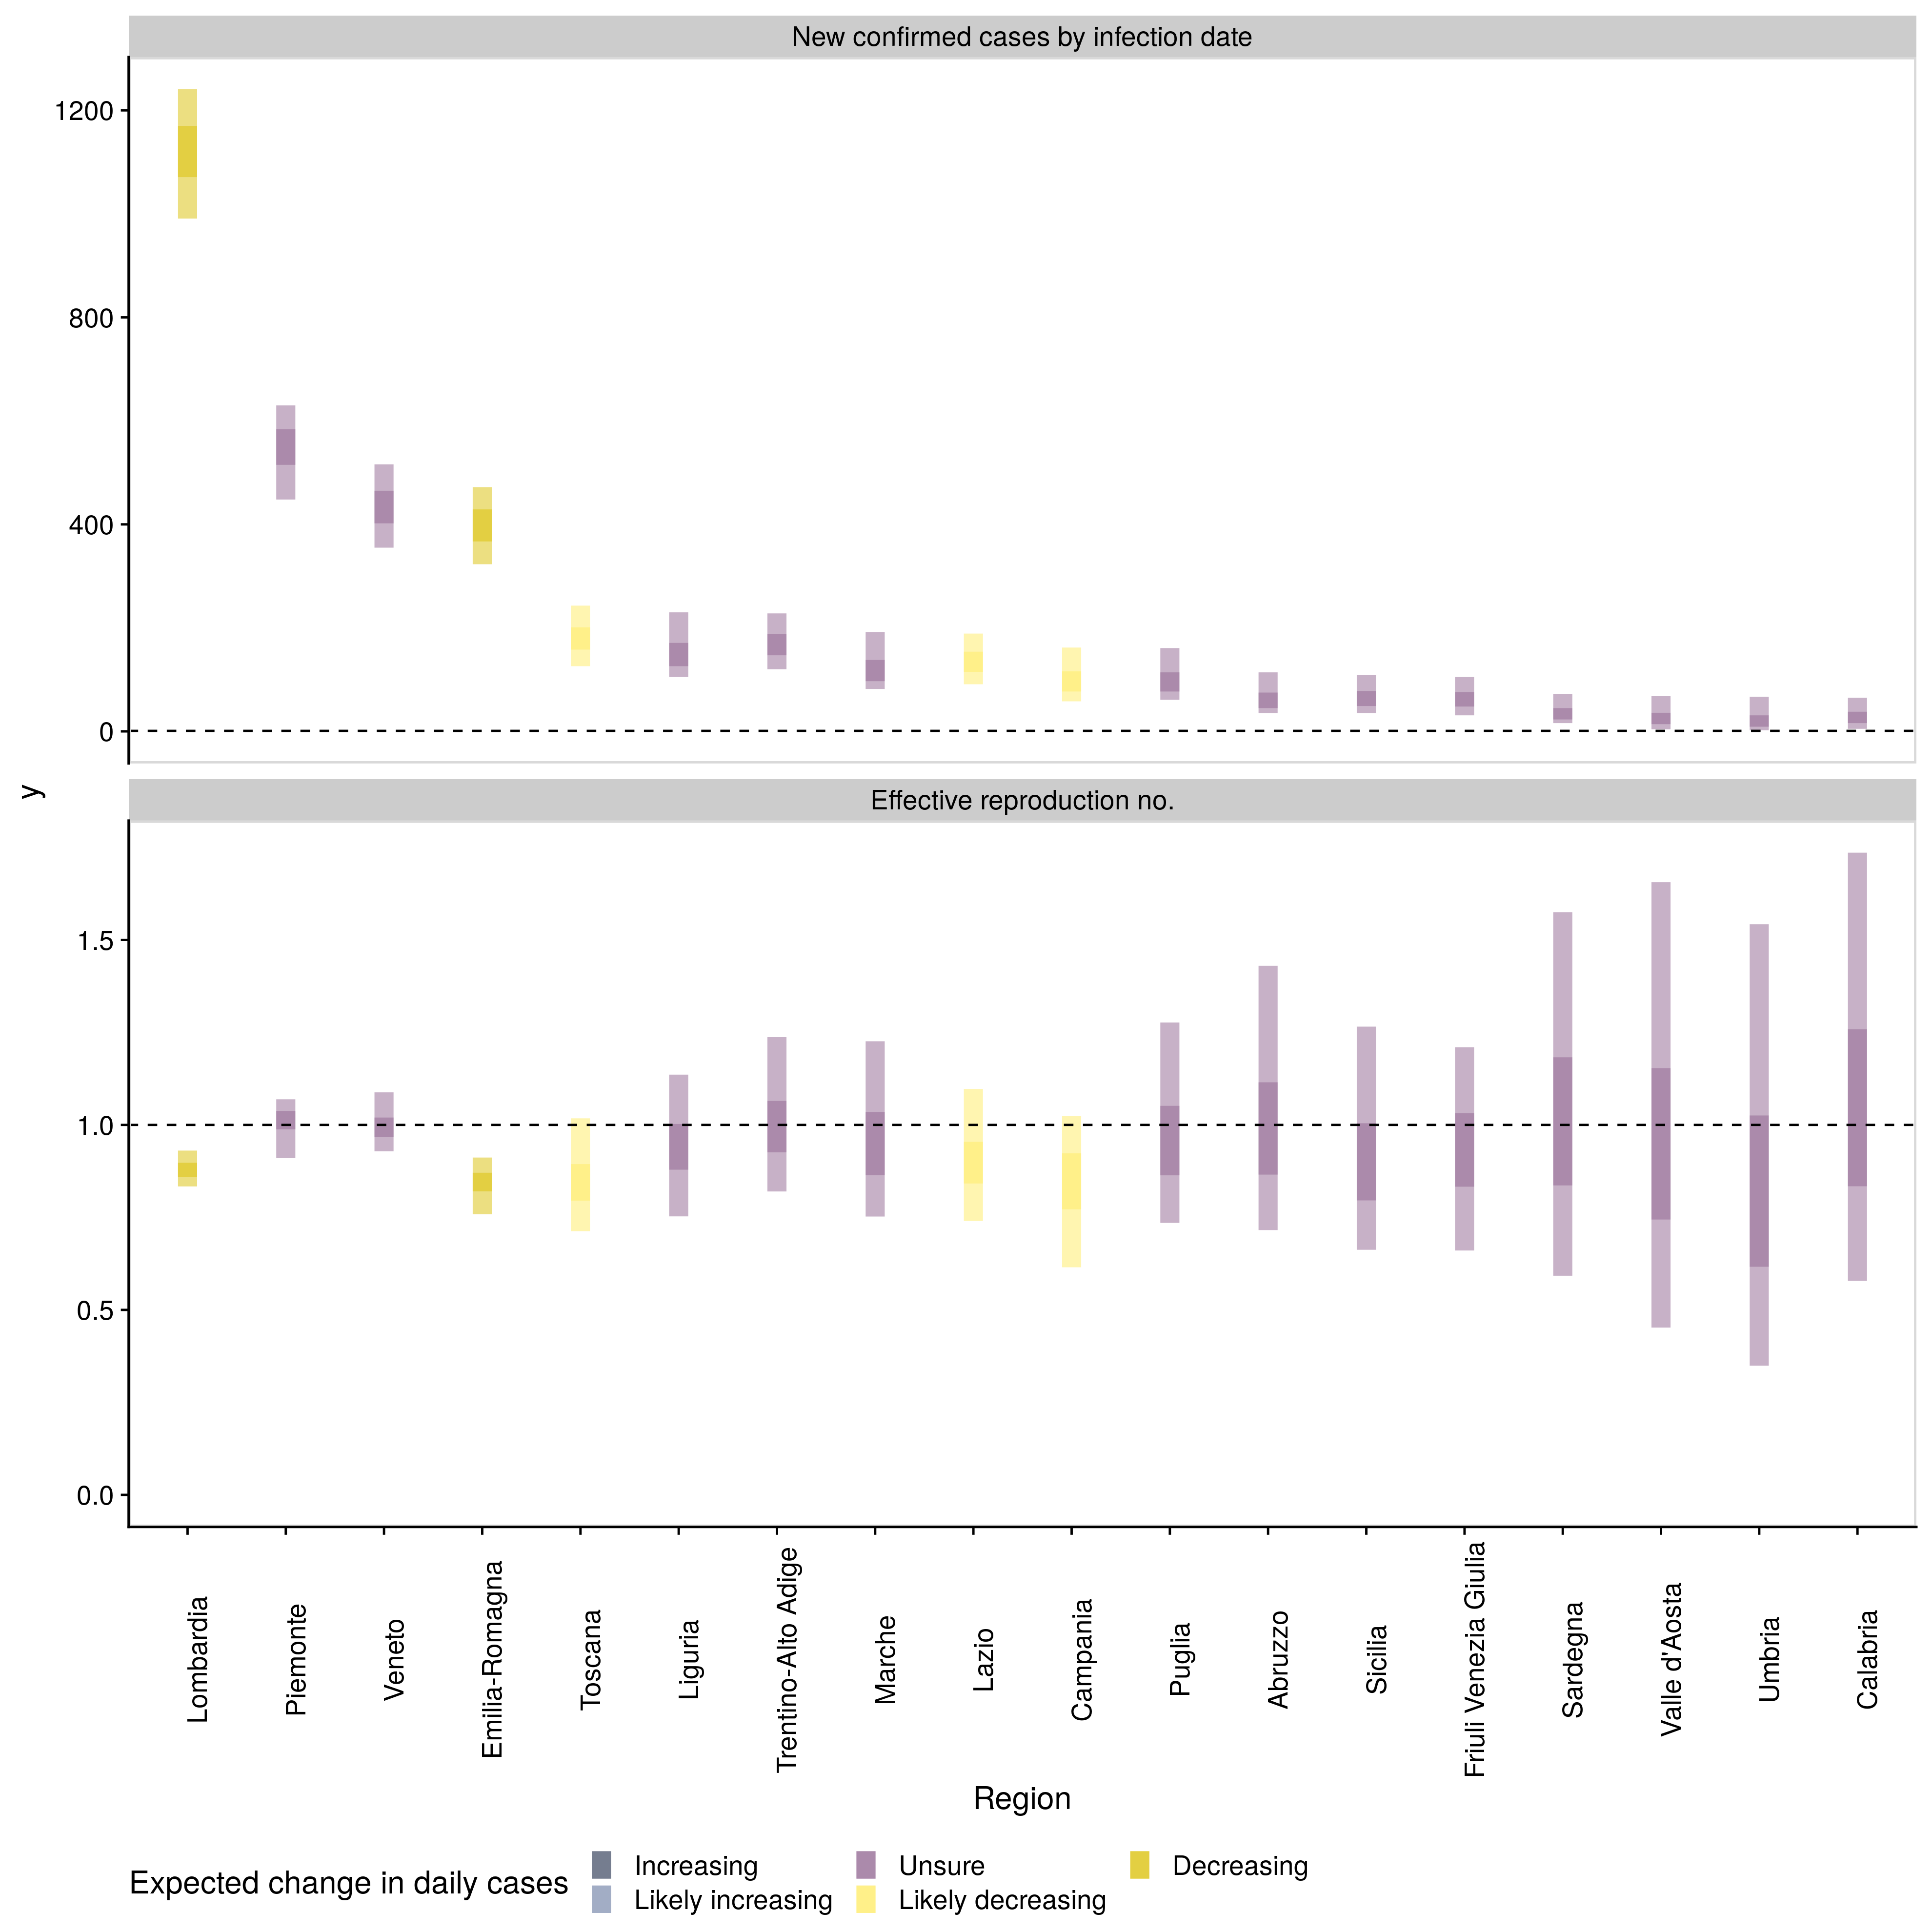 New confirmed cases by infection date
1200
800
400
0
y
Effective reproduction no.
1.5
1.0
0.5
0.0
Lombardia
Piemonte
Veneto
Emilia-Romagna
Toscana
Liguria
Trentino-Alto Adige
Marche
Lazio
Campania
Puglia
Abruzzo
Sicilia
Friuli Venezia Giulia
Sardegna
Valle d'Aosta
Umbria
Calabria
Region
Expected change in daily cases
Increasing
Likely increasing
Unsure
Likely decreasing
Decreasing